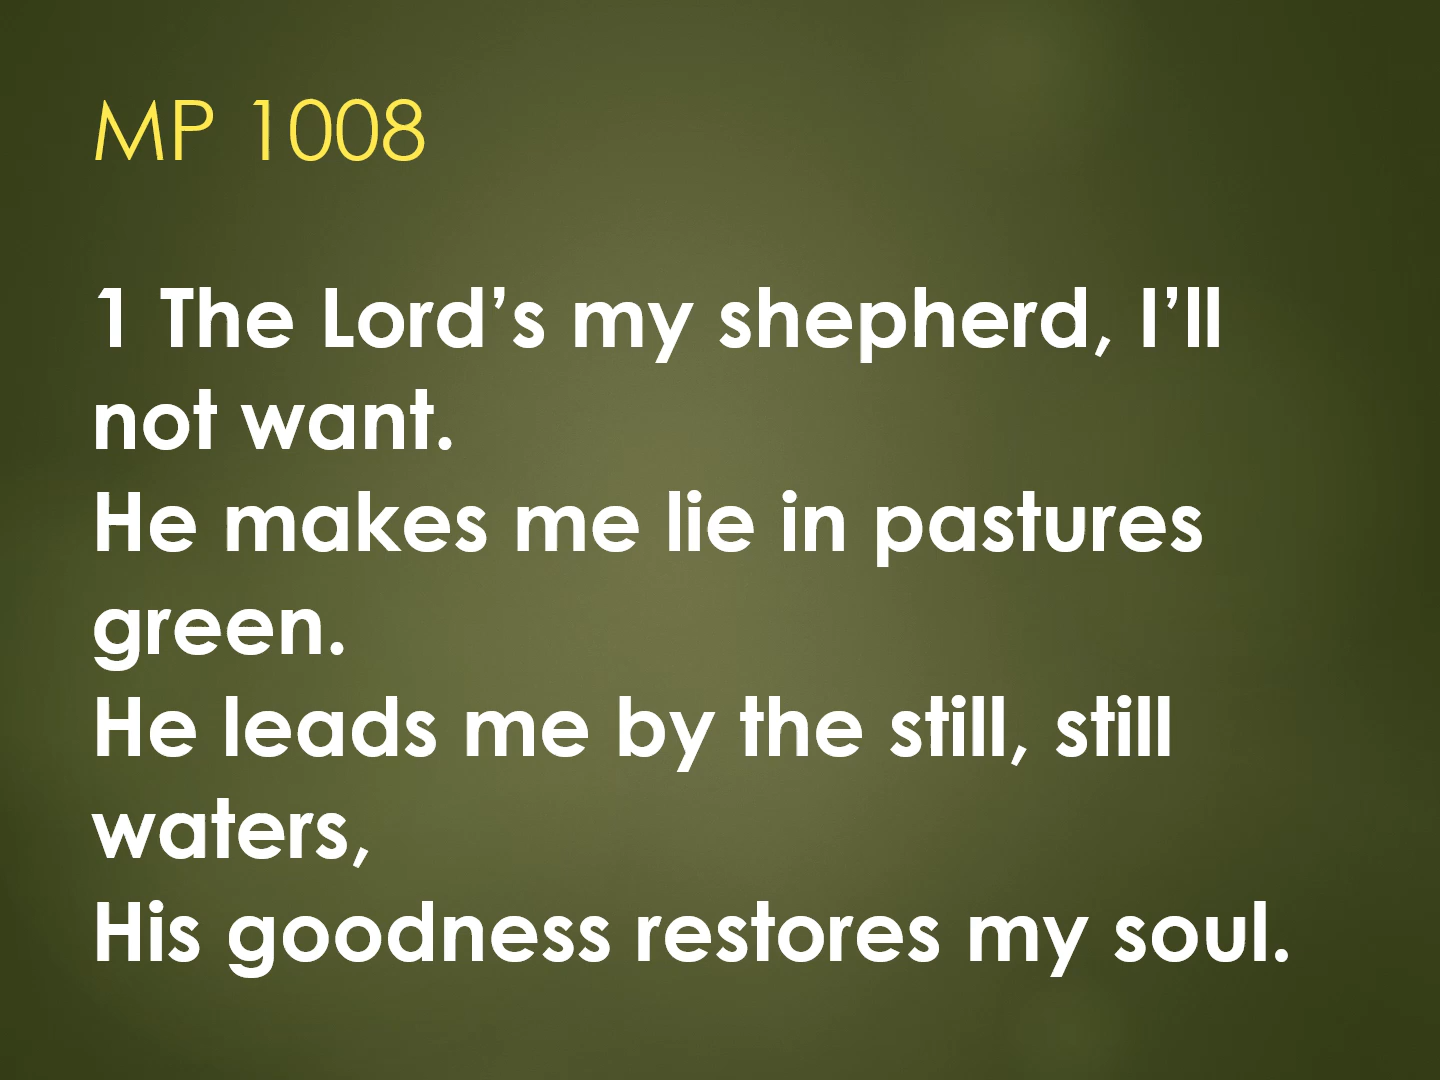 MP 1008
1 The Lord’s my shepherd, I’ll
not want.
He makes me lie in pastures
green.
He leads me by the still, still
waters,
His goodness restores my soul.